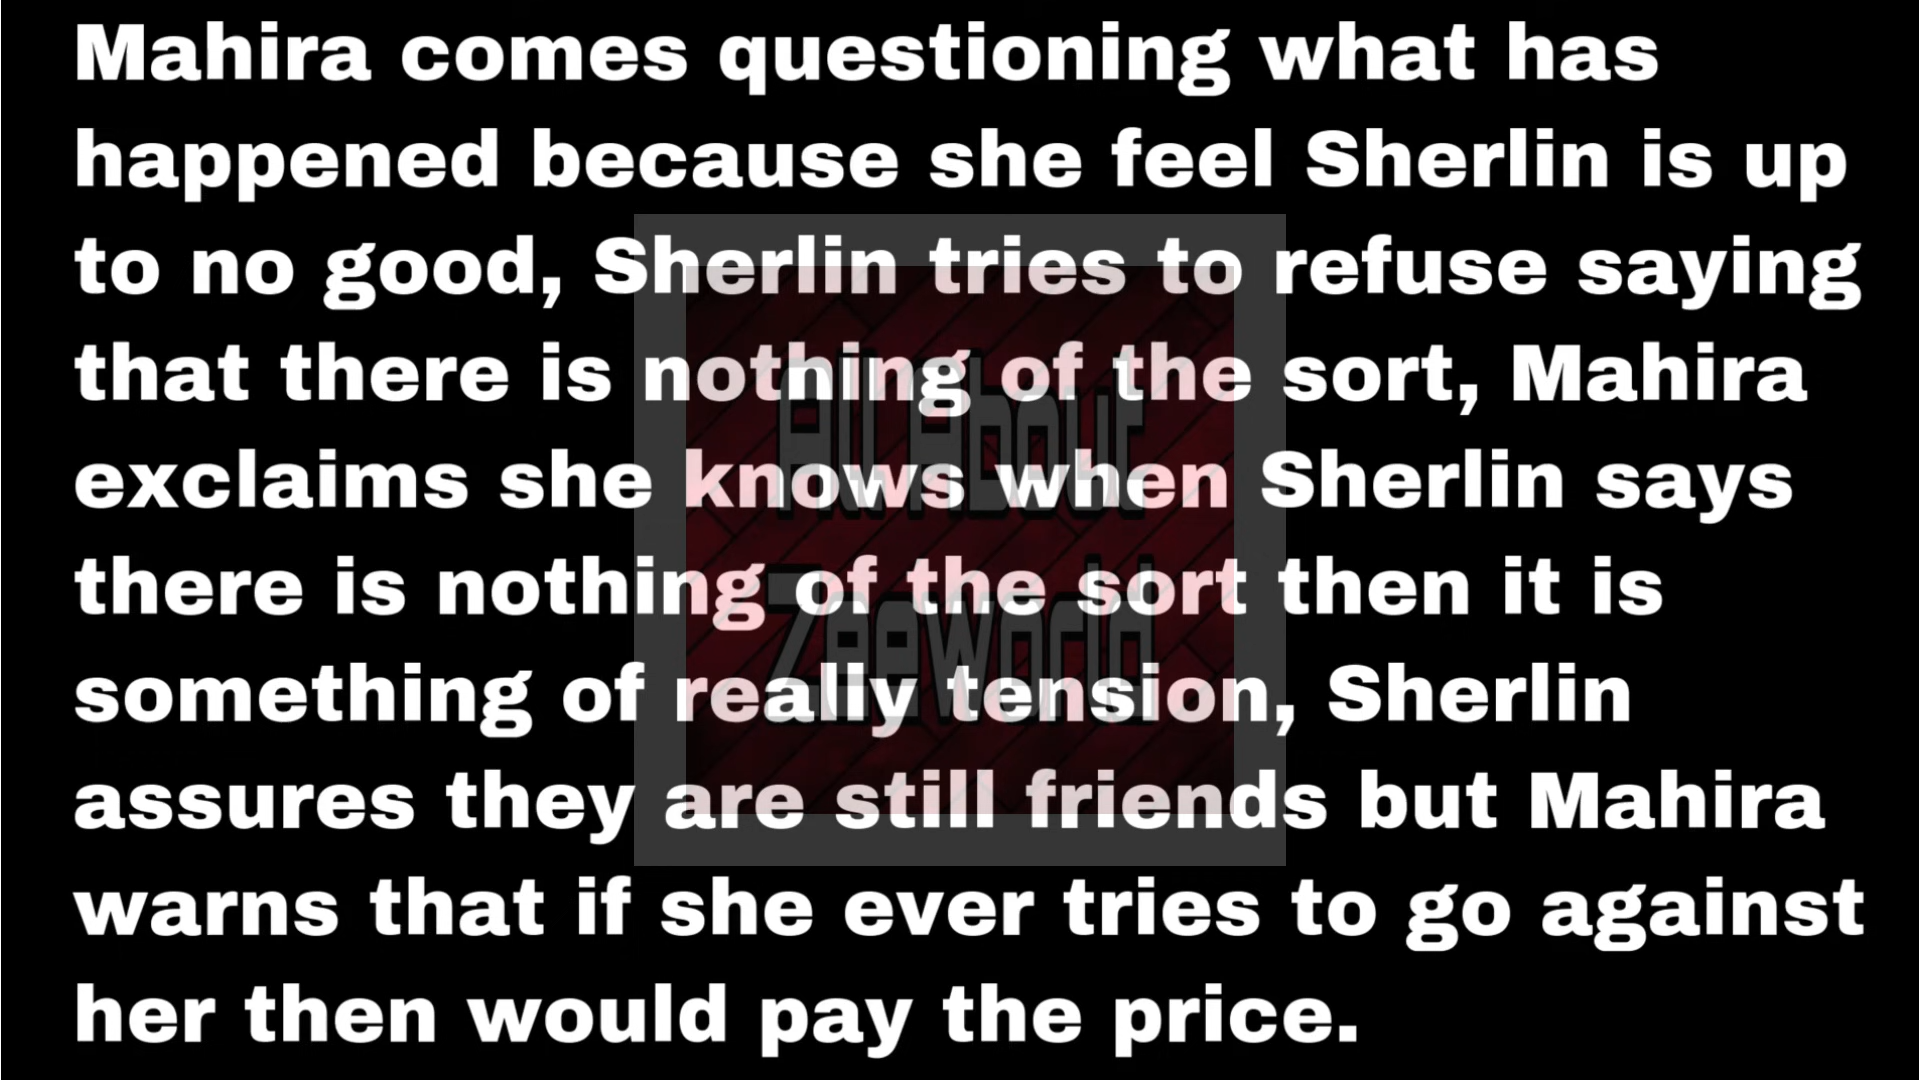 Mahira comes questioning what has
happened because she feel Sherlin is up
to no good, Sherlin tries to refuse saying
that there is nothing of the sort, Mahira
exclaims she knows when Sherlin says
there is nothing of the sort then it is
something of really tension, Sherlin
assures they are still friends but Mahira
warns that if she ever tries to go against
her then would pay the price.
All About
Zeeworld